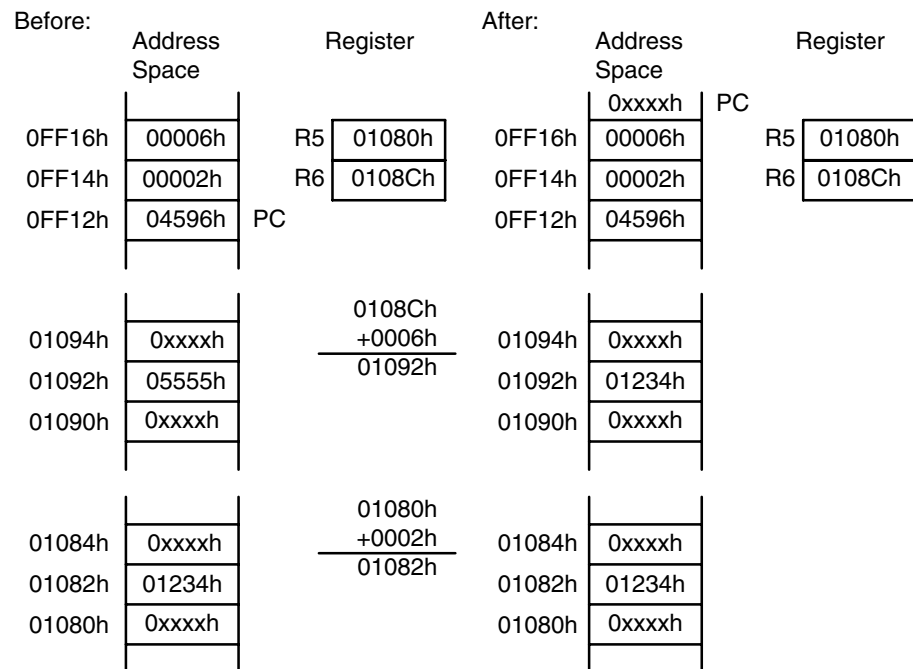 Before:
Address Space
Register
0xFF16h 00006h R5 01080h
0FF14h 00002h R6 0108Ch
0FF12h 04596h PC
01094h 0xxxxh
01092h 05555h
01090h 0xxxxh
0108Ch
+0006h
01092h
01084h 0xxxxh
01082h 01234h
01080h 0xxxxh
01080h
+0002h
01082h
After:
Address Space
Register
0xxxxh PC
0FF16h 00006h R5 01080h
0FF14h 00002h R6 0108Ch
0FF12h 04596h
01094h 0xxxxh
01092h 01234h
01090h 0xxxxh
01084h 0xxxxh
01082h 01234h
01080h 0xxxxh